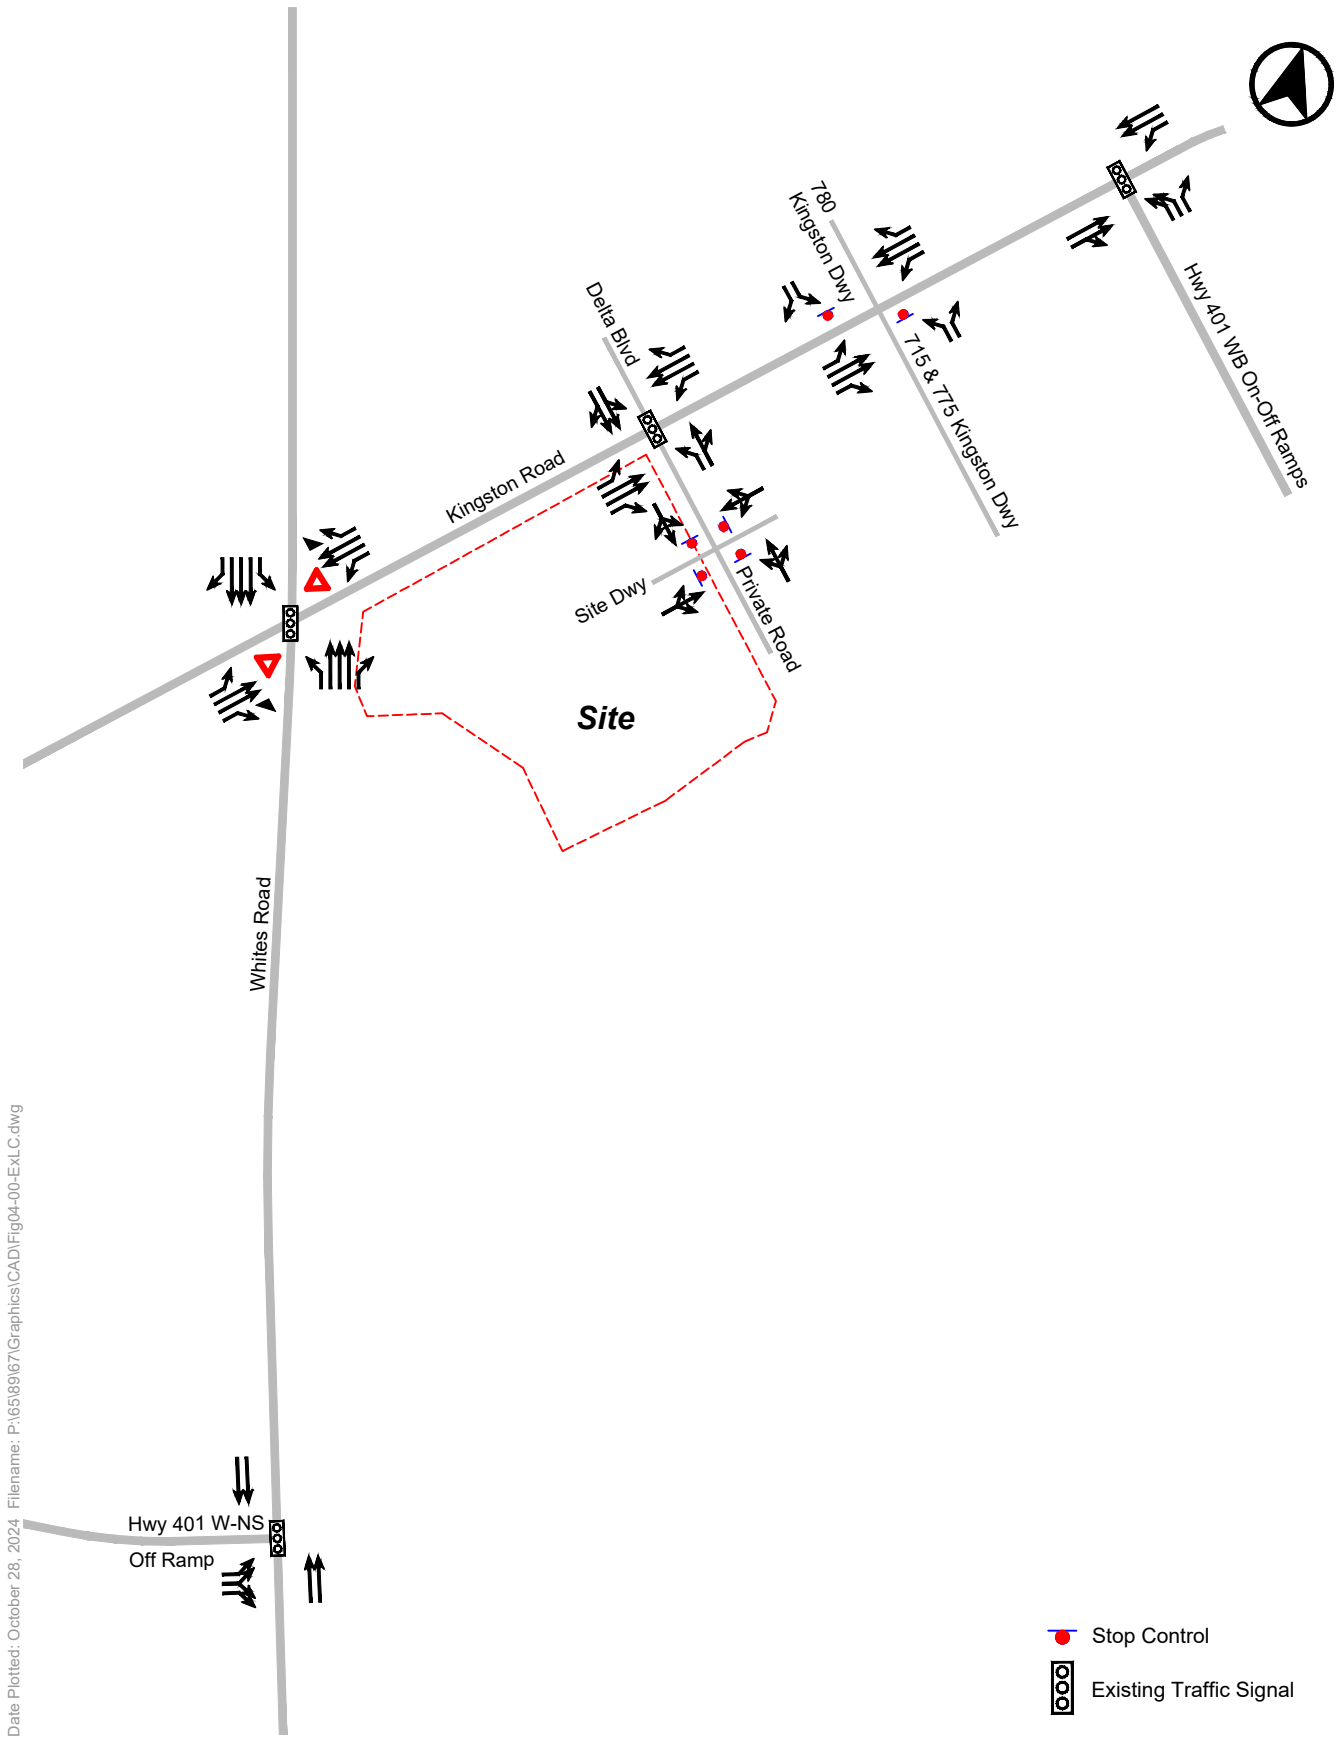 780
Kingston Dwy
Delta Blvd
Hwy 401 WB On-Off Ramps
715 & 775 Kingston Dwy
Kingston Road
Site Dwy
Private Road
Site
Whites Road
Hwy 401 W-NS
Off Ramp
Stop Control
Existing Traffic Signal
Date Plotted: October 28, 2024 Filename: P:\65\89\67\Graphics\CAD\Fig04-00-ExLC.dwg